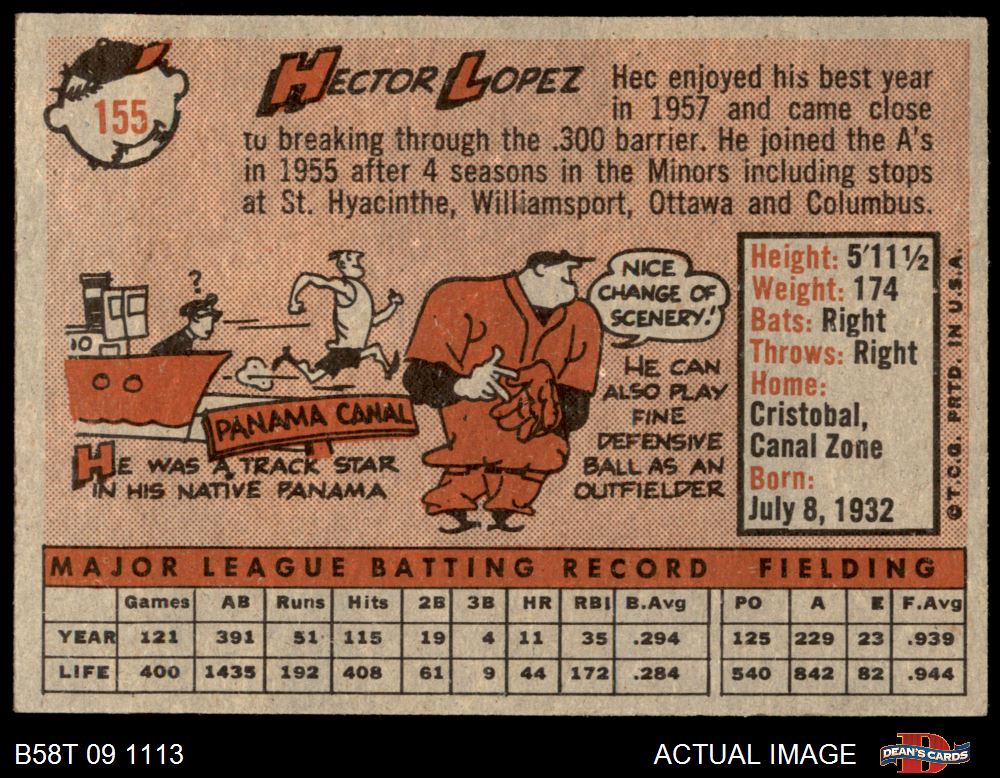 155
HECTOR LOPEZ
Hec enjoyed his best year
in 1957 and came close
to breaking through the .300 barrier. He joined the A's
in 1955 after 4 seasons in the Minors including stops
at St. Hyacinthe, Williamsport, Ottawa and Columbus.
?
PANAMA CANAL
HE WAS A TRACK STAR
IN HIS NATIVE PANAMA
NICE
CHANGE OF
SCENERY!
HE CAN
ALSO PLAY
FINE
DEFENSIVE
BALL AS AN
OUTFIELDER
Height: 5'11½
Weight: 174
Bats: Right
Throws: Right
Home:
Cristobal,
Canal Zone
Born:
July 8, 1932
©T.C.G. PRTD. IN U.S.A.
MAJOR LEAGUE BATTING RECORD FIELDING
Games AB Runs Hits 2B 3B HR RBI B.Avg PO A E F.Avg
YEAR 121 391 51 115 19 4 11 35 .294 125 229 23 .939
LIFE 400 1435 192 408 61 9 44 172 .284 540 842 82 .944
B58T 09 1113
ACTUAL IMAGE
D
DEAN'S CARDS